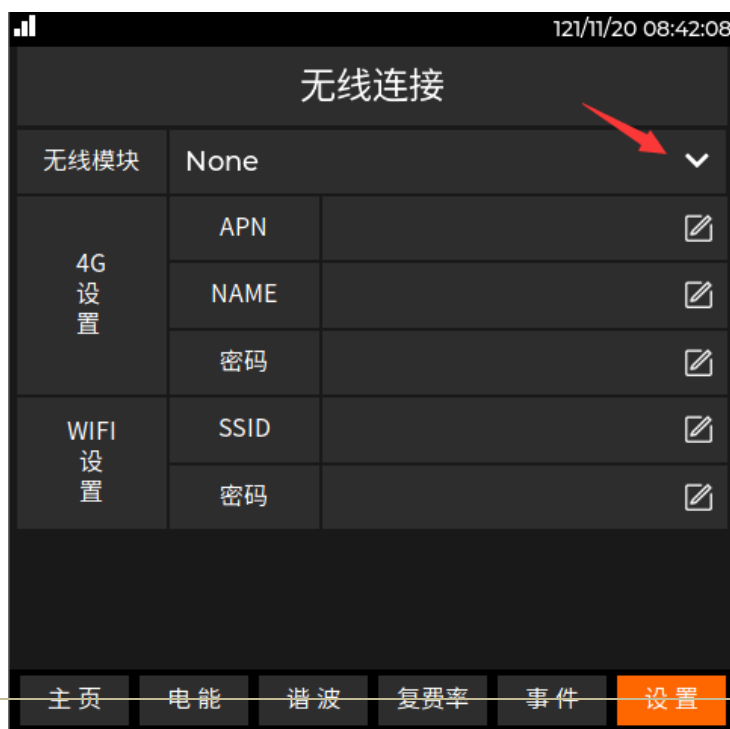 121/11/20 08:42:08
无线连接
无线模块 None
4G
设
置
APN
NAME
密码
WIFI
设
置
SSID
密码
主页 电能 谐波 复费率 事件 设置